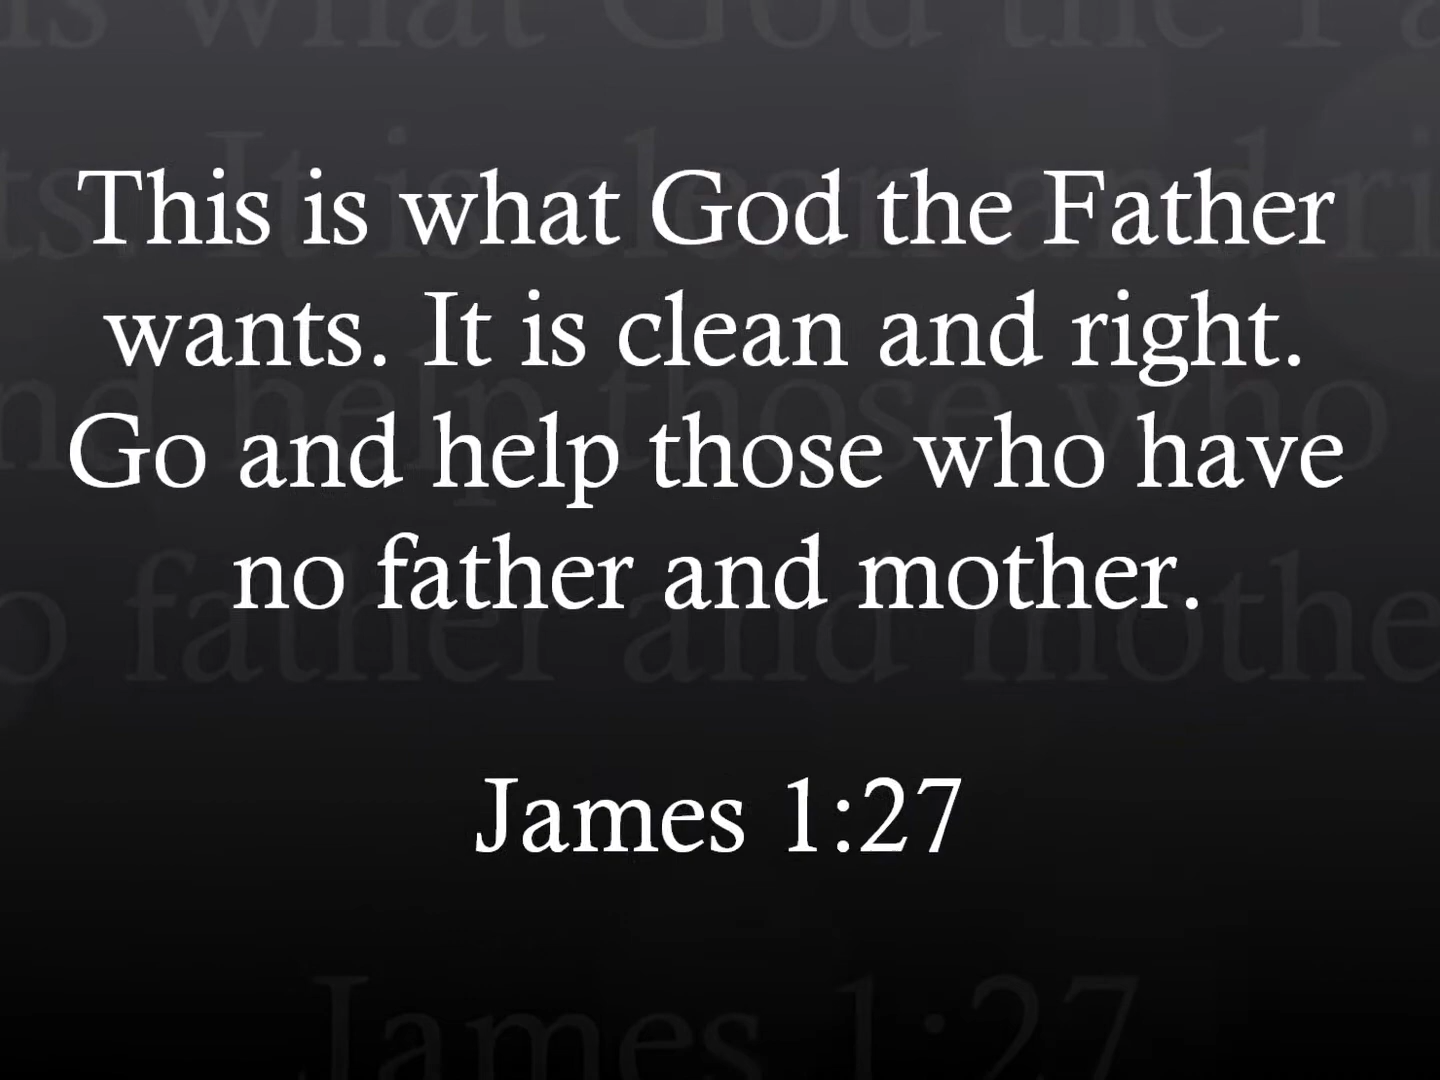 This is what God the Father
wants. It is clean and right.
Go and help those who have
no father and mother.
James 1:27